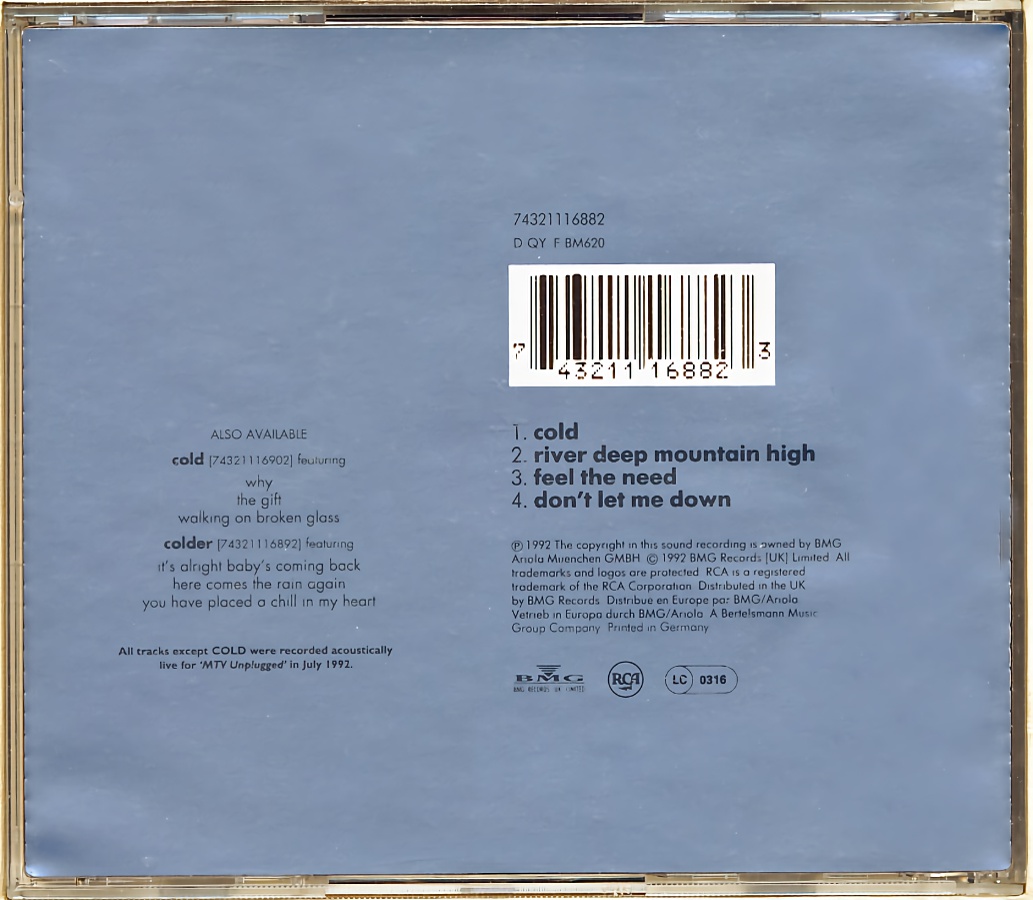 74321116882
D QY F BM620
7 43211 16882 3
ALSO AVAILABLE
cold [74321116902] featuring
why
the gift
walking on broken glass
colder [74321116892] featuring
it's alright baby's coming back
here comes the rain again
you have placed a chill in my heart
All tracks except COLD were recorded acoustically
live for 'MTV Unplugged' in July 1992.
1. cold
2. river deep mountain high
3. feel the need
4. don't let me down
℗ 1992 The copyright in this sound recording is owned by BMG
Ariola Muenchen GMBH © 1992 BMG Records [UK] Limited All
trademarks and logos are protected RCA is a registered
trademark of the RCA Corporation Distributed in the UK
by BMG Records Distribue en Europe par BMG/Ariola
Vetrieb in Europa durch BMG/Ariola A Bertelsmann Music
Group Company Printed in Germany
BMG
BMG RECORDS UK LIMITED
RCA
LC 0316